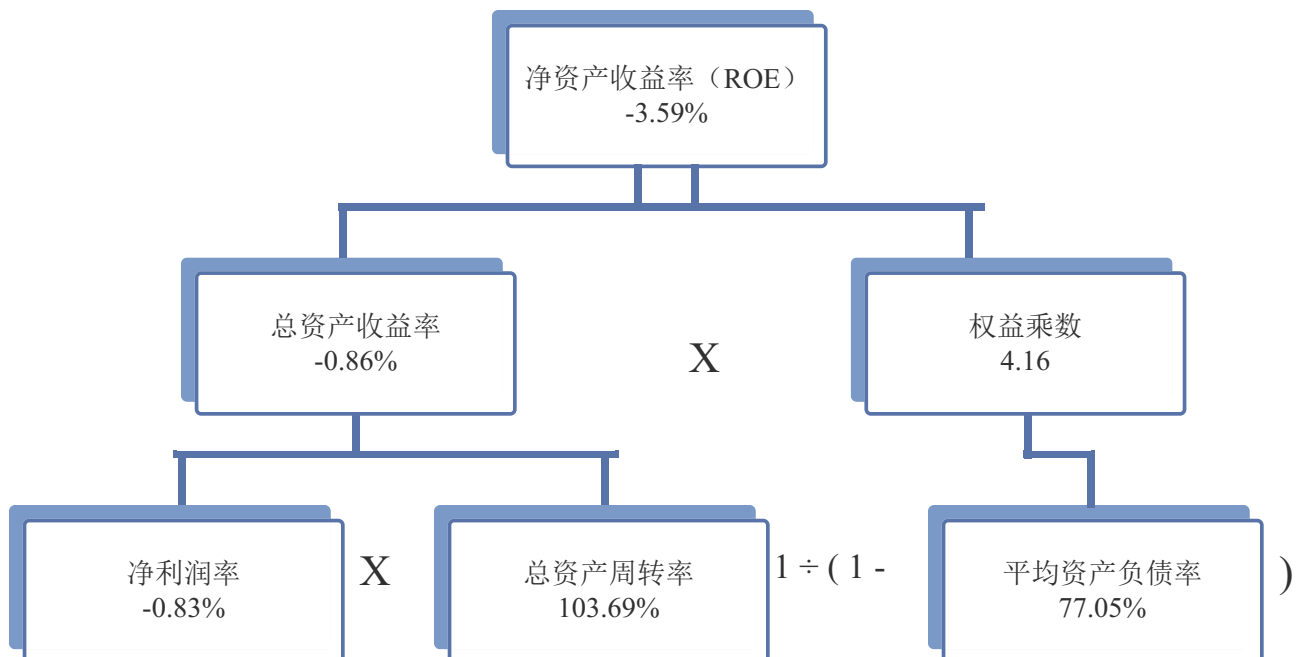 净资产收益率（ROE）
-3.59%
总资产收益率
-0.86%
X
权益乘数
4.16
净利润率
-0.83%
X
总资产周转率
103.69%
1 ÷ ( 1 -
平均资产负债率
77.05%
)